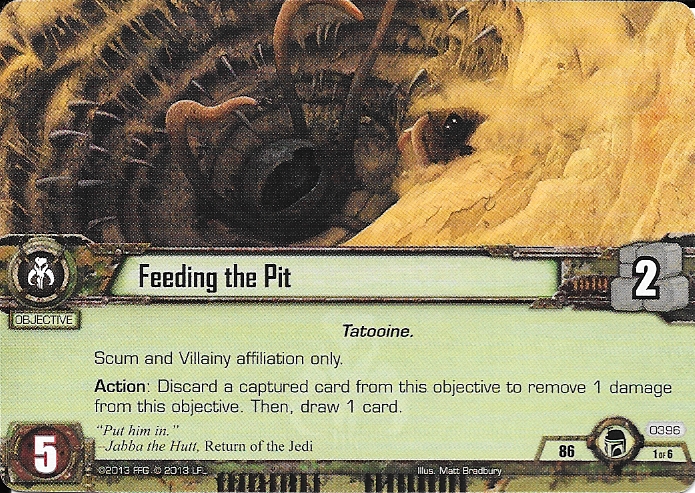 Feeding the Pit
2
OBJECTIVE
Tatooine.
Scum and Villainy affiliation only.
Action: Discard a captured card from this objective to remove 1 damage
from this objective. Then, draw 1 card.
"Put him in."
–Jabba the Hutt, Return of the Jedi
5
0396
86
1 OF 6
©2013 FFG © 2013 LFL
Illus. Matt Bradbury